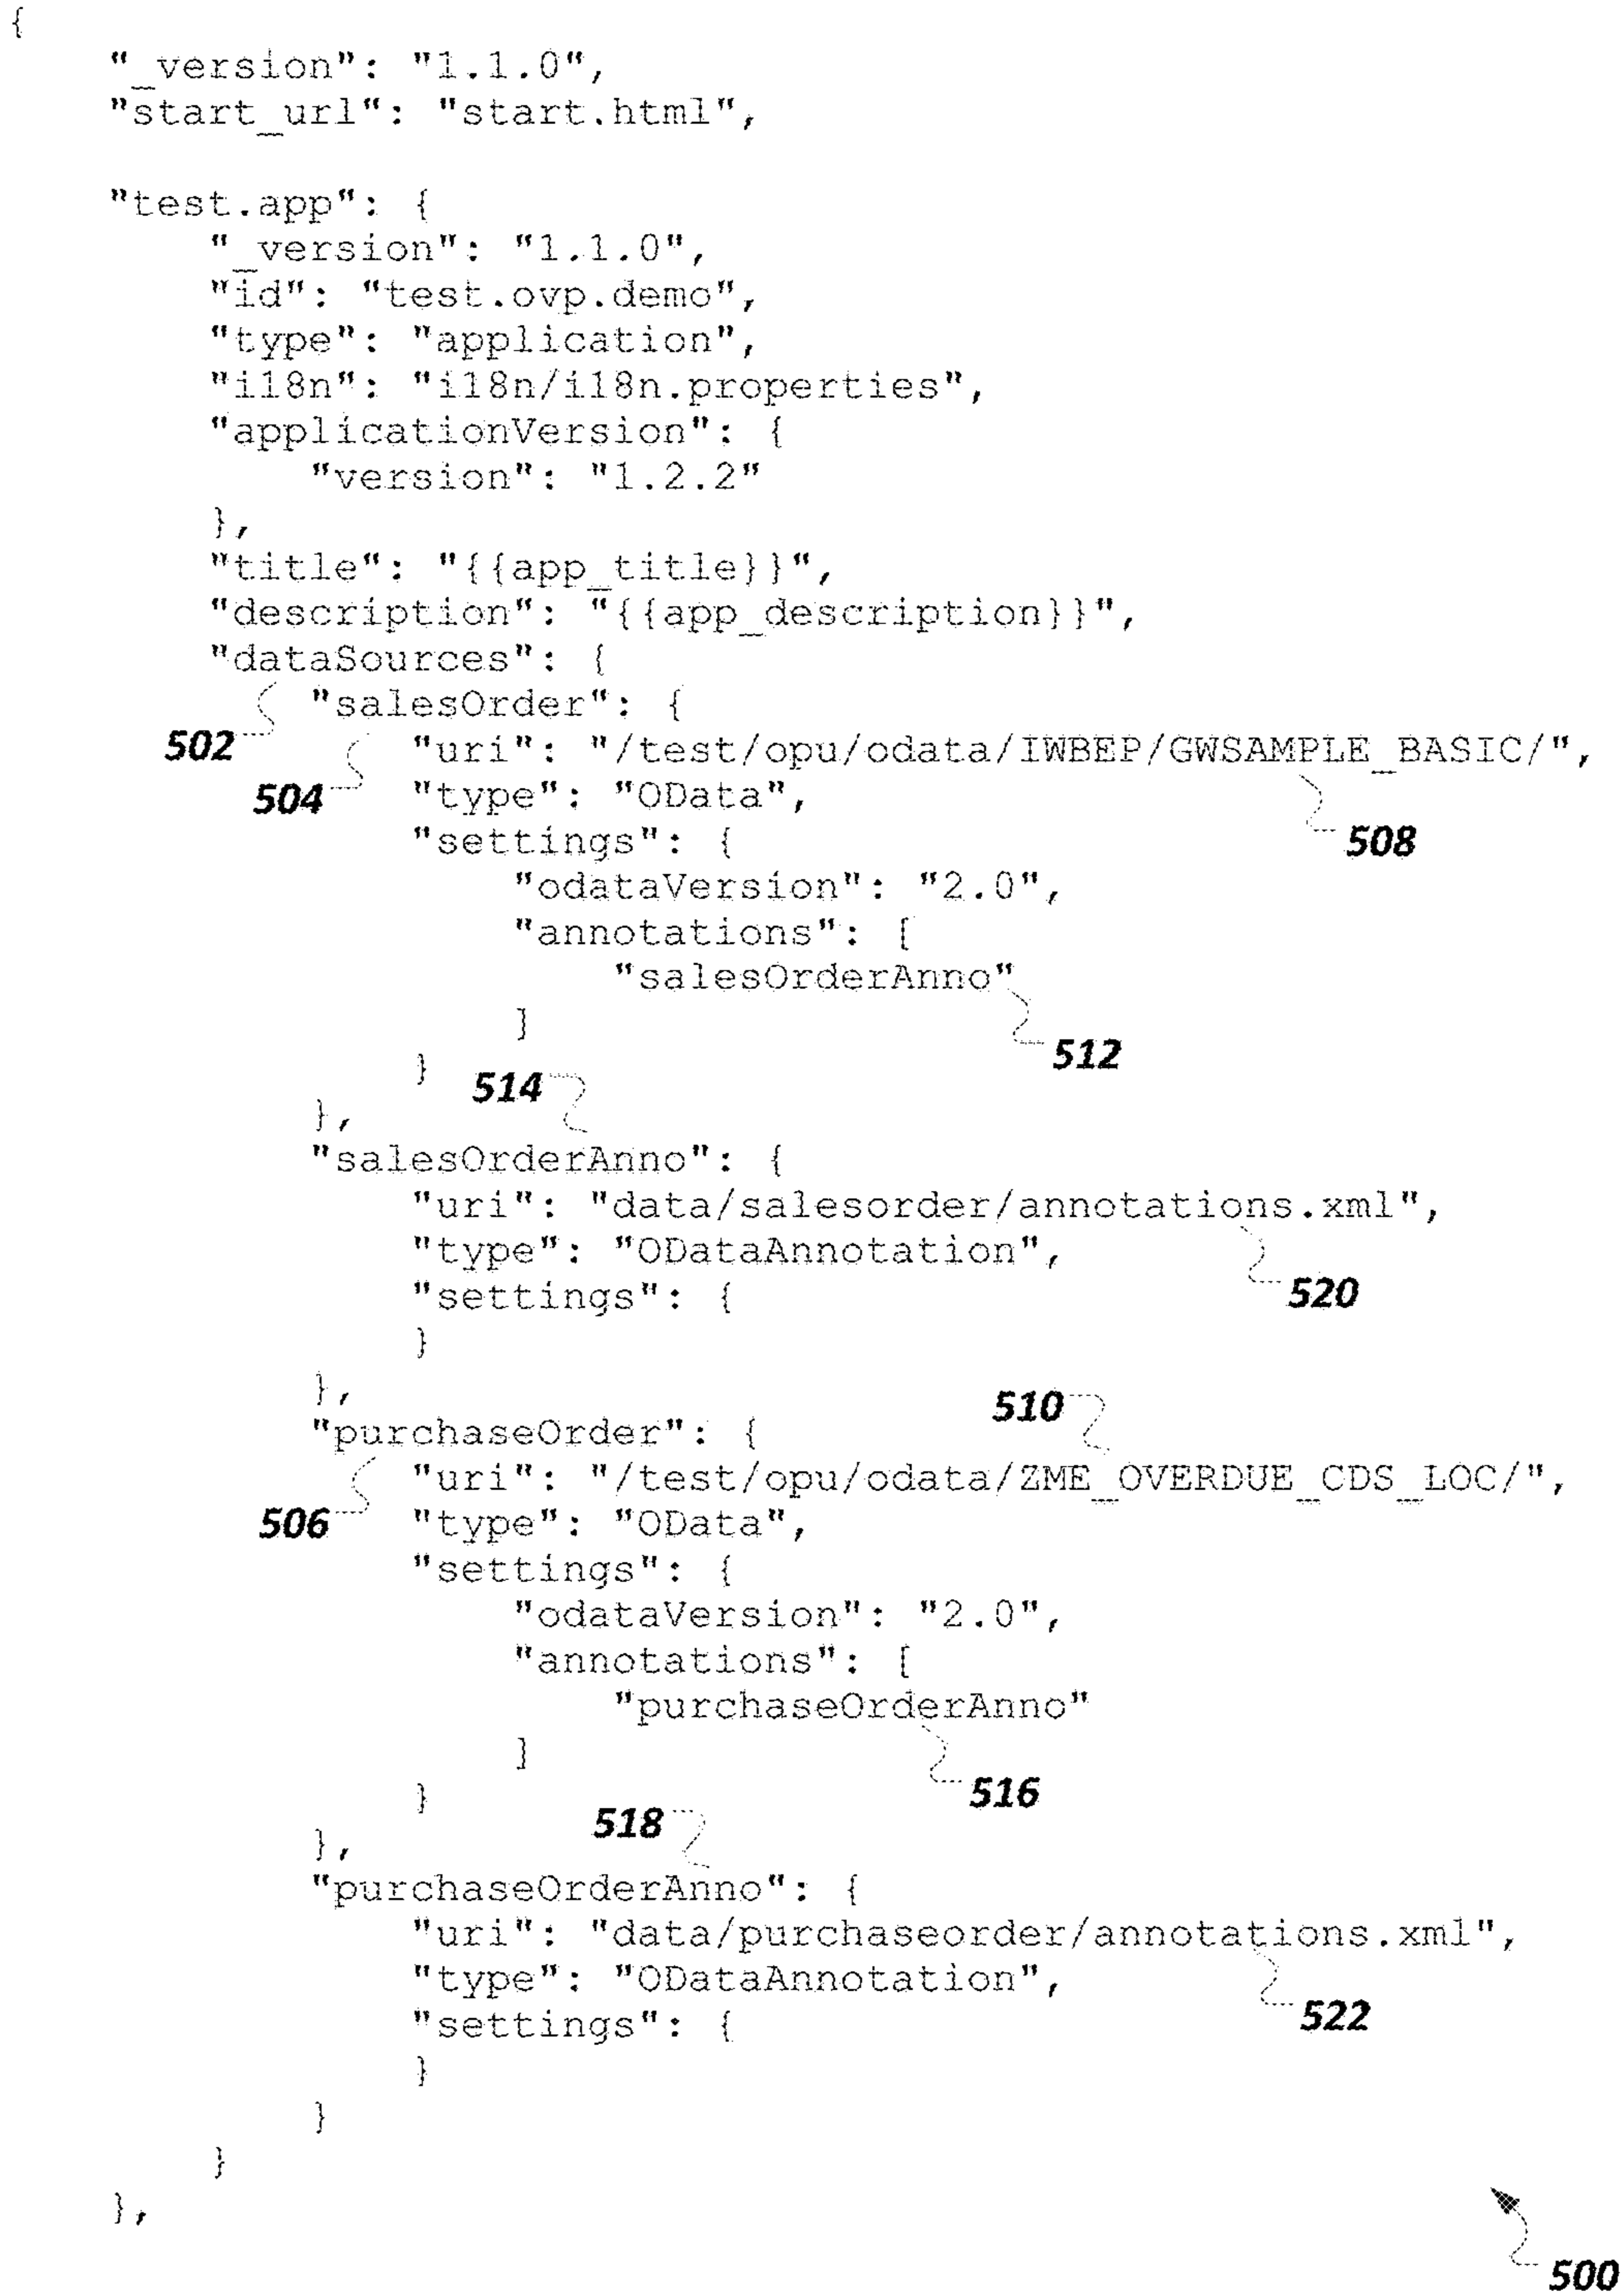 {
"_version": "1.1.0",
"start_url": "start.html",
"test.app": {
"_version": "1.1.0",
"id": "test.ovp.demo",
"type": "application",
"i18n": "i18n/i18n.properties",
"applicationVersion": {
"version": "1.2.2"
},
"title": "{{app_title}}",
"description": "{{app_description}}",
"dataSources": {
"salesOrder": {
502 "uri": "/test/opu/odata/IWBEP/GWSAMPLE_BASIC/",
504 "type": "OData",
"settings": { 508
"odataVersion": "2.0",
"annotations": [
"salesOrderAnno"
]
512
}
514
},
"salesOrderAnno": {
"uri": "data/salesorder/annotations.xml",
"type": "ODataAnnotation",
"settings": { 520
}
},
510
"purchaseOrder": {
"uri": "/test/opu/odata/ZME_OVERDUE_CDS_LOC/",
506 "type": "OData",
"settings": {
"odataVersion": "2.0",
"annotations": [
"purchaseOrderAnno"
]
} 516
518
},
"purchaseOrderAnno": {
"uri": "data/purchaseorder/annotations.xml",
"type": "ODataAnnotation",
"settings": { 522
}
}
}
},
500